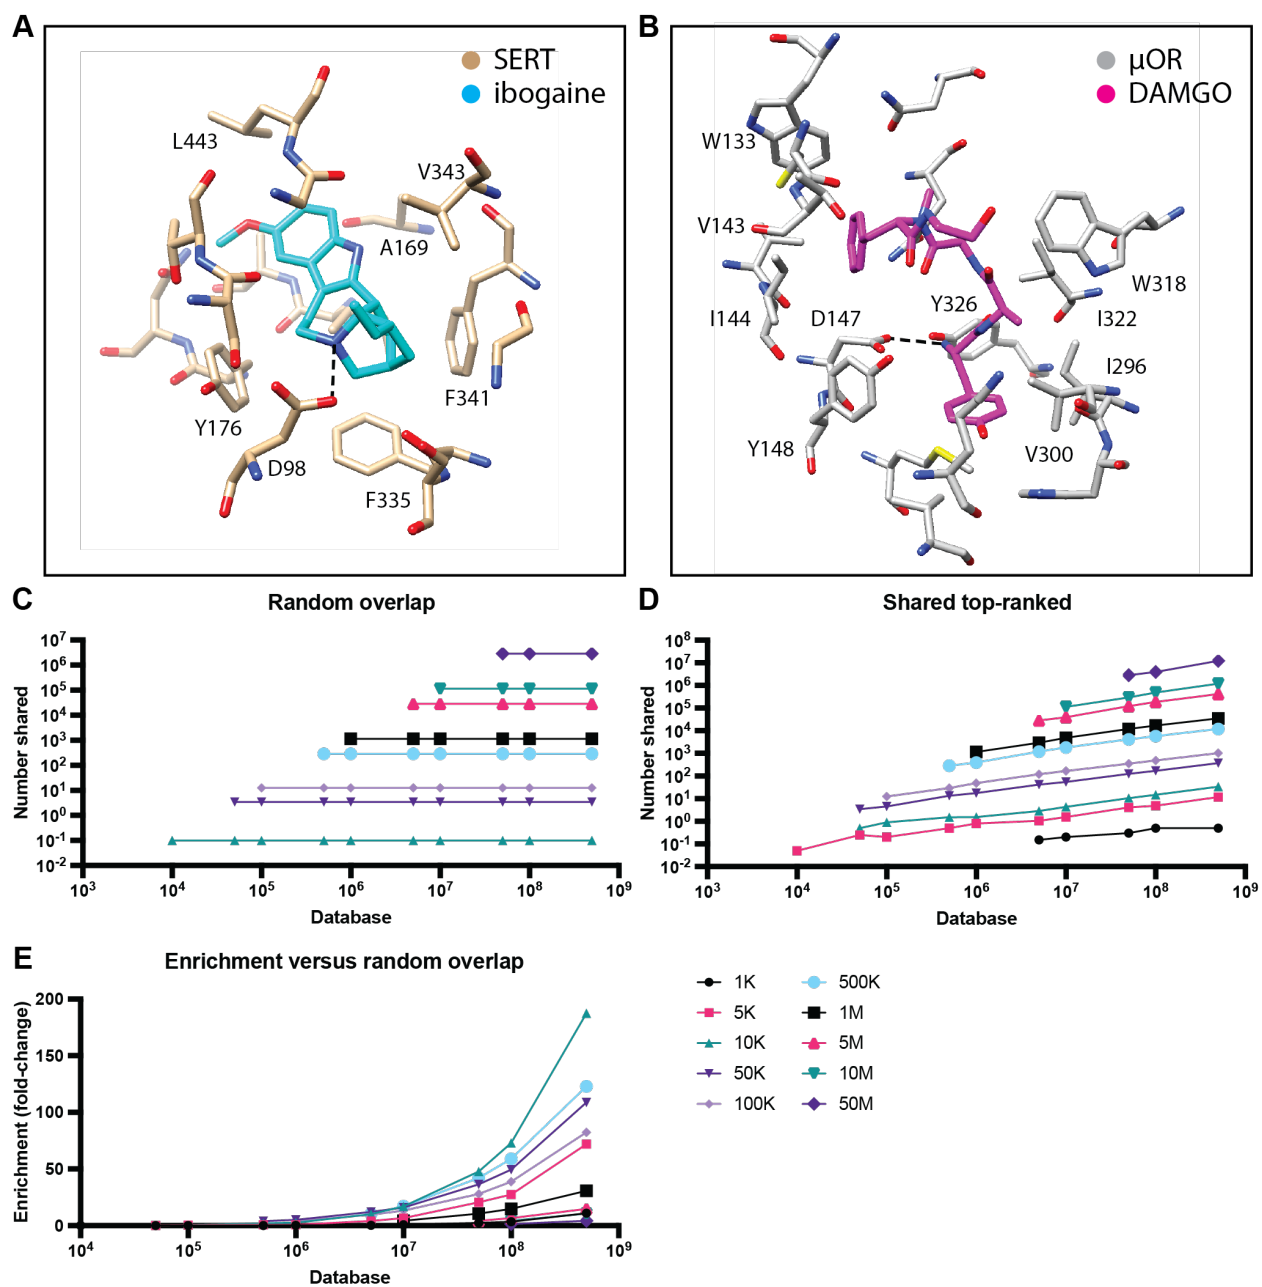 A
SERT
ibogaine
L443
V343
A169
Y176
F341
D98
F335
B
µOR
DAMGO
W133
V143
W318
Y326
I144
D147
I322
I296
Y148
V300
C
Random overlap
Number shared
10⁷
10⁶
10⁵
10⁴
10³
10²
10¹
10⁰
10⁻¹
10⁻²
10³ 10⁴ 10⁵ 10⁶ 10⁷ 10⁸ 10⁹
Database
D
Shared top-ranked
Number shared
10⁸
10⁷
10⁶
10⁵
10⁴
10³
10²
10¹
10⁰
10⁻¹
10⁻²
10³ 10⁴ 10⁵ 10⁶ 10⁷ 10⁸ 10⁹
Database
E
Enrichment versus random overlap
Enrichment (fold-change)
200
150
100
50
0
10⁴ 10⁵ 10⁶ 10⁷ 10⁸ 10⁹
Database
1K 500K
5K 1M
10K 5M
50K 10M
100K 50M